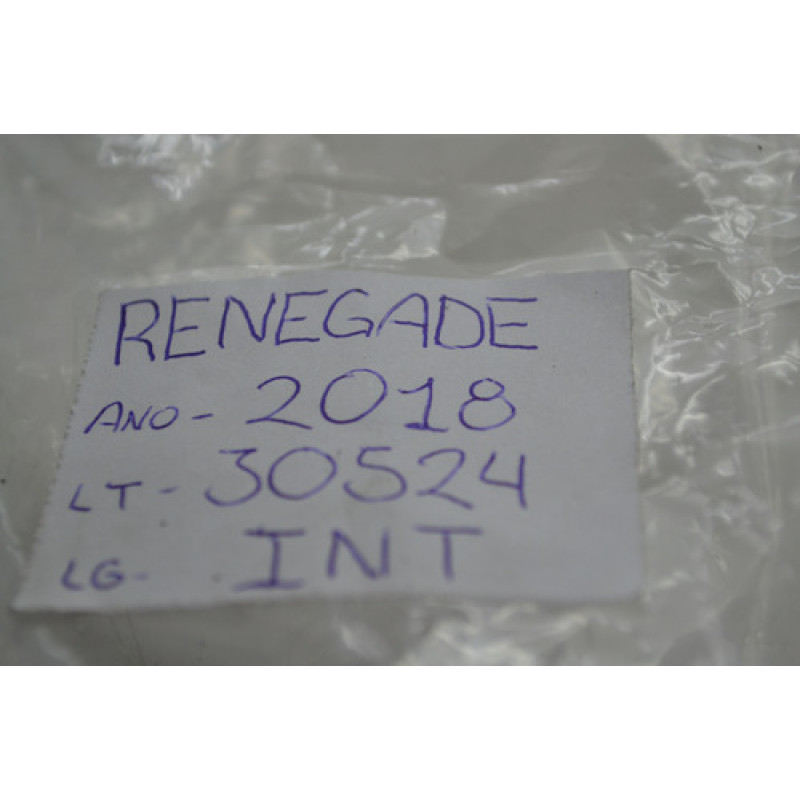 RENEGADE
ANO- 2018
LT- 30524
LG- INT